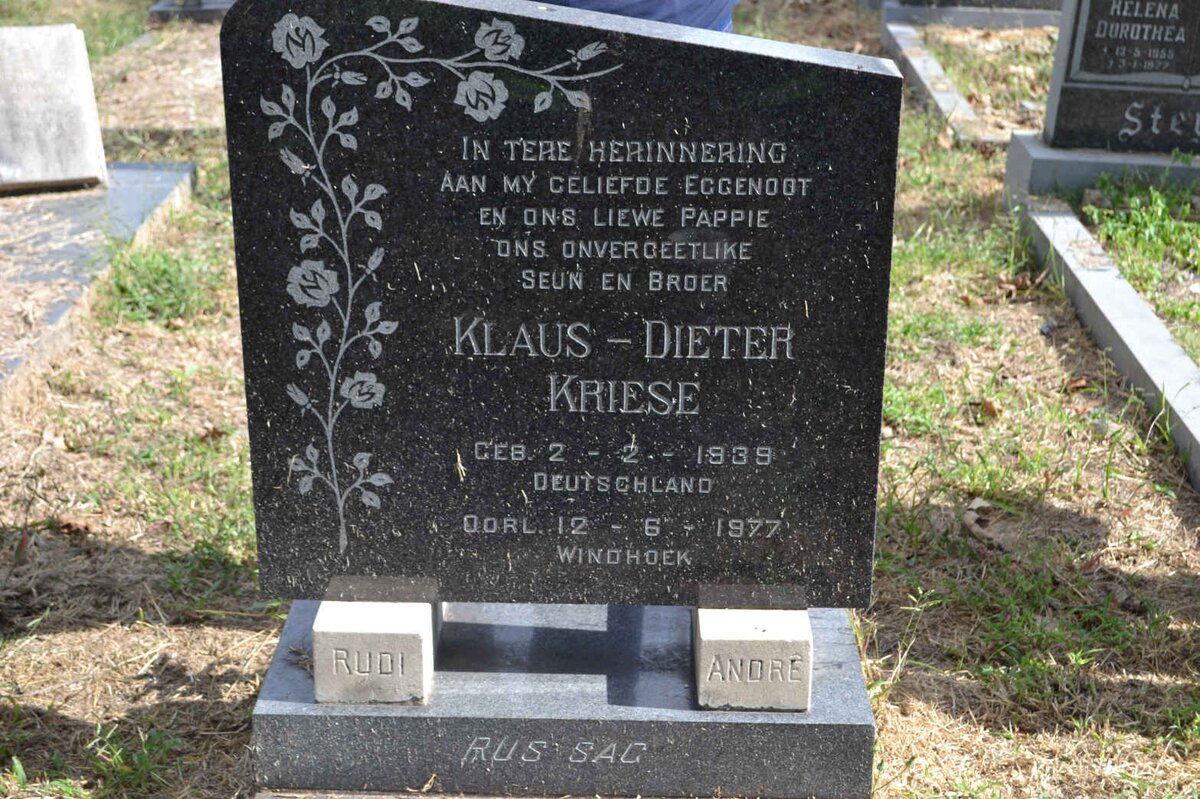 IN TERE HERINNERING
AAN MY GELIEFDE EGGENOOT
EN ONS LIEWE PAPPIE
ONS ONVERGEETLIKE
SEUN EN BROER
KLAUS – DIETER
KRIESE
GEB. 2 - 2 - 1939
DEUTSCHLAND
OORL. 12 - 6 - 1977
WINDHOEK
RUDI
ANDRÊ
RUS SAG
HELENA
DOROTHEA